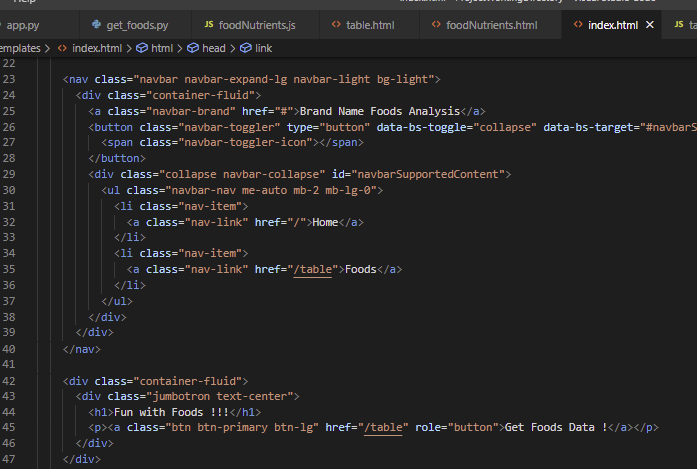 app.py get_foods.py JS foodNutrients.js <> table.html <> foodNutrients.html <> index.html × JS
emplates > <> index.html > html > head > link
22
23 <nav class="navbar navbar-expand-lg navbar-light bg-light">
24 <div class="container-fluid">
25 <a class="navbar-brand" href="#">Brand Name Foods Analysis</a>
26 <button class="navbar-toggler" type="button" data-bs-toggle="collapse" data-bs-target="#navbarS
27 <span class="navbar-toggler-icon"></span>
28 </button>
29 <div class="collapse navbar-collapse" id="navbarSupportedContent">
30 <ul class="navbar-nav me-auto mb-2 mb-lg-0">
31 <li class="nav-item">
32 <a class="nav-link" href="/">Home</a>
33 </li>
34 <li class="nav-item">
35 <a class="nav-link" href="/table">Foods</a>
36 </li>
37 </ul>
38 </div>
39 </div>
40 </nav>
41
42 <div class="container-fluid">
43 <div class="jumbotron text-center">
44 <h1>Fun with Foods !!!</h1>
45 <p><a class="btn btn-primary btn-lg" href="/table" role="button">Get Foods Data !</a></p>
46 </div>
47 </div>